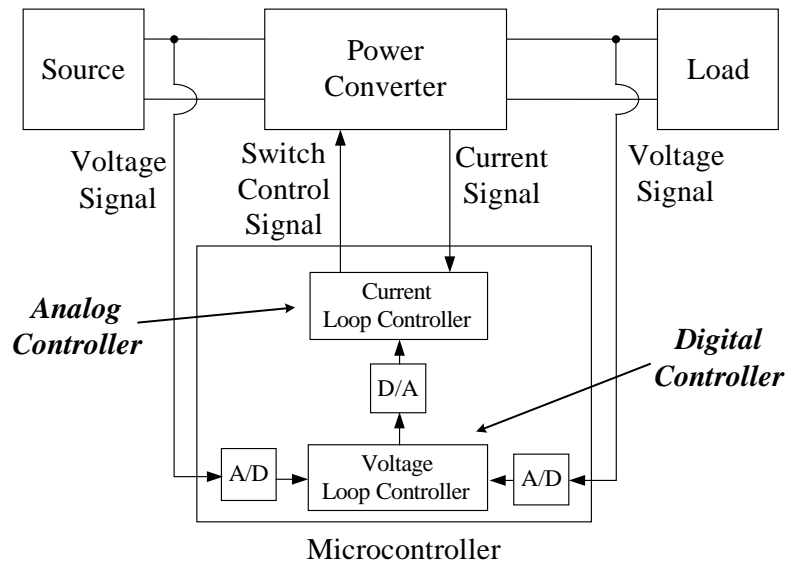 Source
Power
Converter
Load
Voltage
Signal
Switch
Control
Signal
Current
Signal
Voltage
Signal
Analog
Controller
Current
Loop Controller
Digital
Controller
D/A
A/D
Voltage
Loop Controller
A/D
Microcontroller